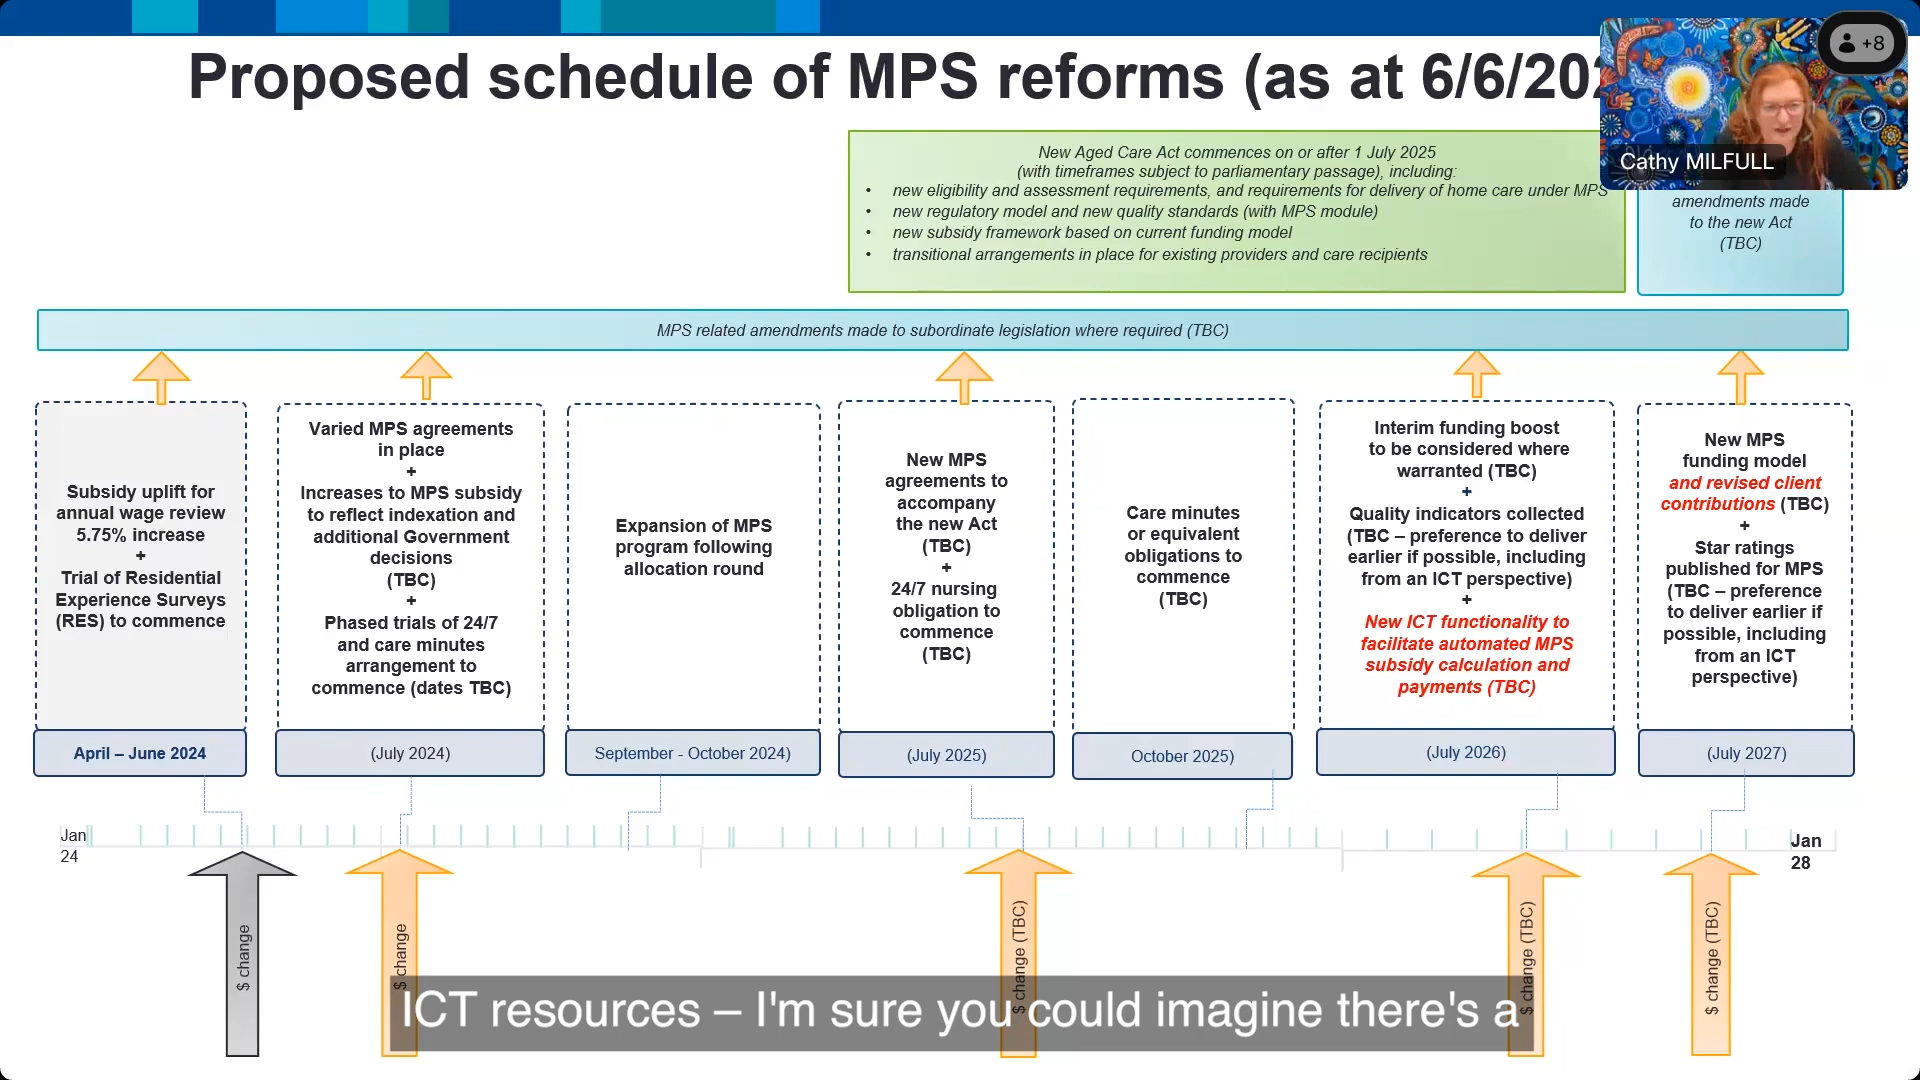 Proposed schedule of MPS reforms (as at 6/6/202
+8
Cathy MILFULL
New Aged Care Act commences on or after 1 July 2025
(with timeframes subject to parliamentary passage), including:
• new eligibility and assessment requirements, and requirements for delivery of home care under MPS
• new regulatory model and new quality standards (with MPS module)
• new subsidy framework based on current funding model
• transitional arrangements in place for existing providers and care recipients
amendments made
to the new Act
(TBC)
MPS related amendments made to subordinate legislation where required (TBC)
Subsidy uplift for
annual wage review
5.75% increase
+
Trial of Residential
Experience Surveys
(RES) to commence
April – June 2024
Varied MPS agreements
in place
+
Increases to MPS subsidy
to reflect indexation and
additional Government
decisions
(TBC)
+
Phased trials of 24/7
and care minutes
arrangement to
commence (dates TBC)
(July 2024)
Expansion of MPS
program following
allocation round
September - October 2024)
New MPS
agreements to
accompany
the new Act
(TBC)
+
24/7 nursing
obligation to
commence
(TBC)
(July 2025)
Care minutes
or equivalent
obligations to
commence
(TBC)
October 2025)
Interim funding boost
to be considered where
warranted (TBC)
+
Quality indicators collected
(TBC – preference to deliver
earlier if possible, including
from an ICT perspective)
+
New ICT functionality to
facilitate automated MPS
subsidy calculation and
payments (TBC)
(July 2026)
New MPS
funding model
and revised client
contributions (TBC)
+
Star ratings
published for MPS
(TBC – preference
to deliver earlier if
possible, including
from an ICT
perspective)
(July 2027)
Jan
24
Jan
28
$ change
$ change
$ change (TBC)
$ change (TBC)
$ change (TBC)
ICT resources – I'm sure you could imagine there's a